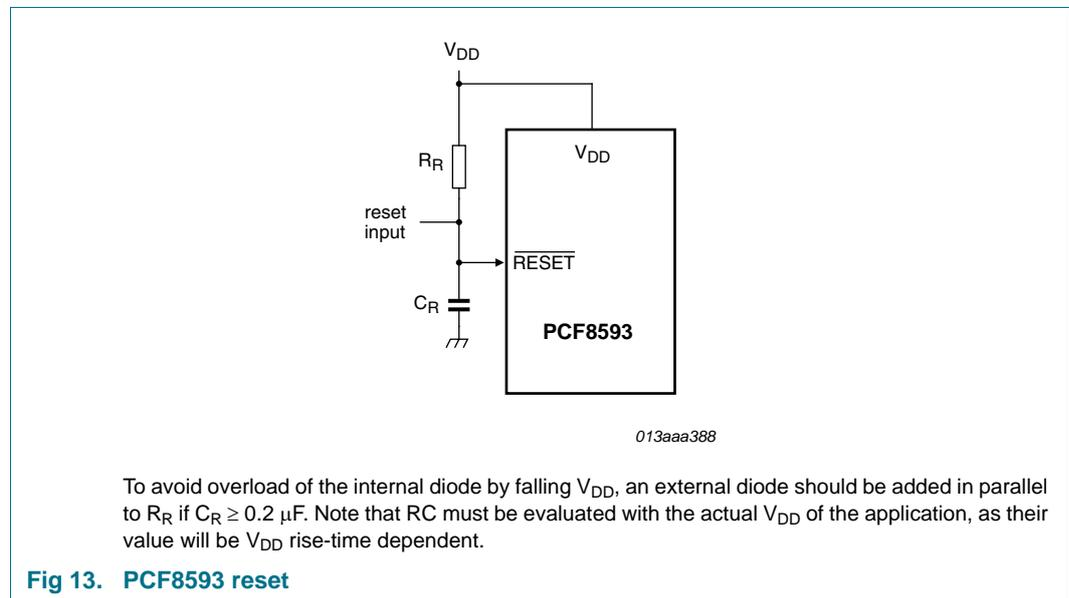 VDD
VDD
RR
reset
input
RESET
CR
PCF8593
013aaa388
To avoid overload of the internal diode by falling VDD, an external diode should be added in parallel
to RR if CR ≥ 0.2 μF. Note that RC must be evaluated with the actual VDD of the application, as their
value will be VDD rise-time dependent.
Fig 13. PCF8593 reset